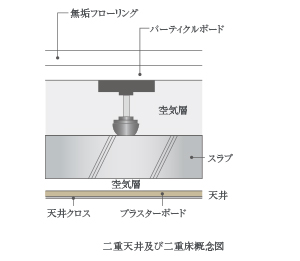 無垢フローリング
パーティクルボード
空気層
スラブ
空気層
天井
天井クロス
プラスターボード
二重天井及び二重床概念図